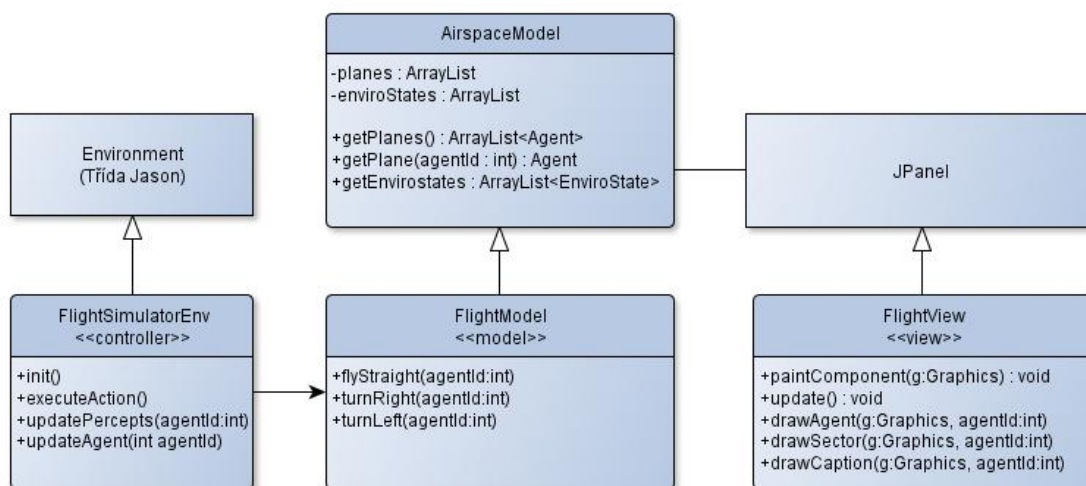 AirspaceModel
-planes : ArrayList
-enviroStates : ArrayList
+getPlanes() : ArrayList<Agent>
+getPlane(agentId : int) : Agent
+getEnvirostates : ArrayList<EnviroState>
Environment
(Třída Jason)
JPanel
FlightSimulatorEnv
<<controller>>
+init()
+executeAction()
+updatePercepts(agentId:int)
+updateAgent(int agentId)
FlightModel
<<model>>
+flyStraight(agentId:int)
+turnRight(agentId:int)
+turnLeft(agentId:int)
FlightView
<<view>>
+paintComponent(g:Graphics) : void
+update() : void
+drawAgent(g:Graphics, agentId:int)
+drawSector(g:Graphics, agentId:int)
+drawCaption(g:Graphics, agentId:int)